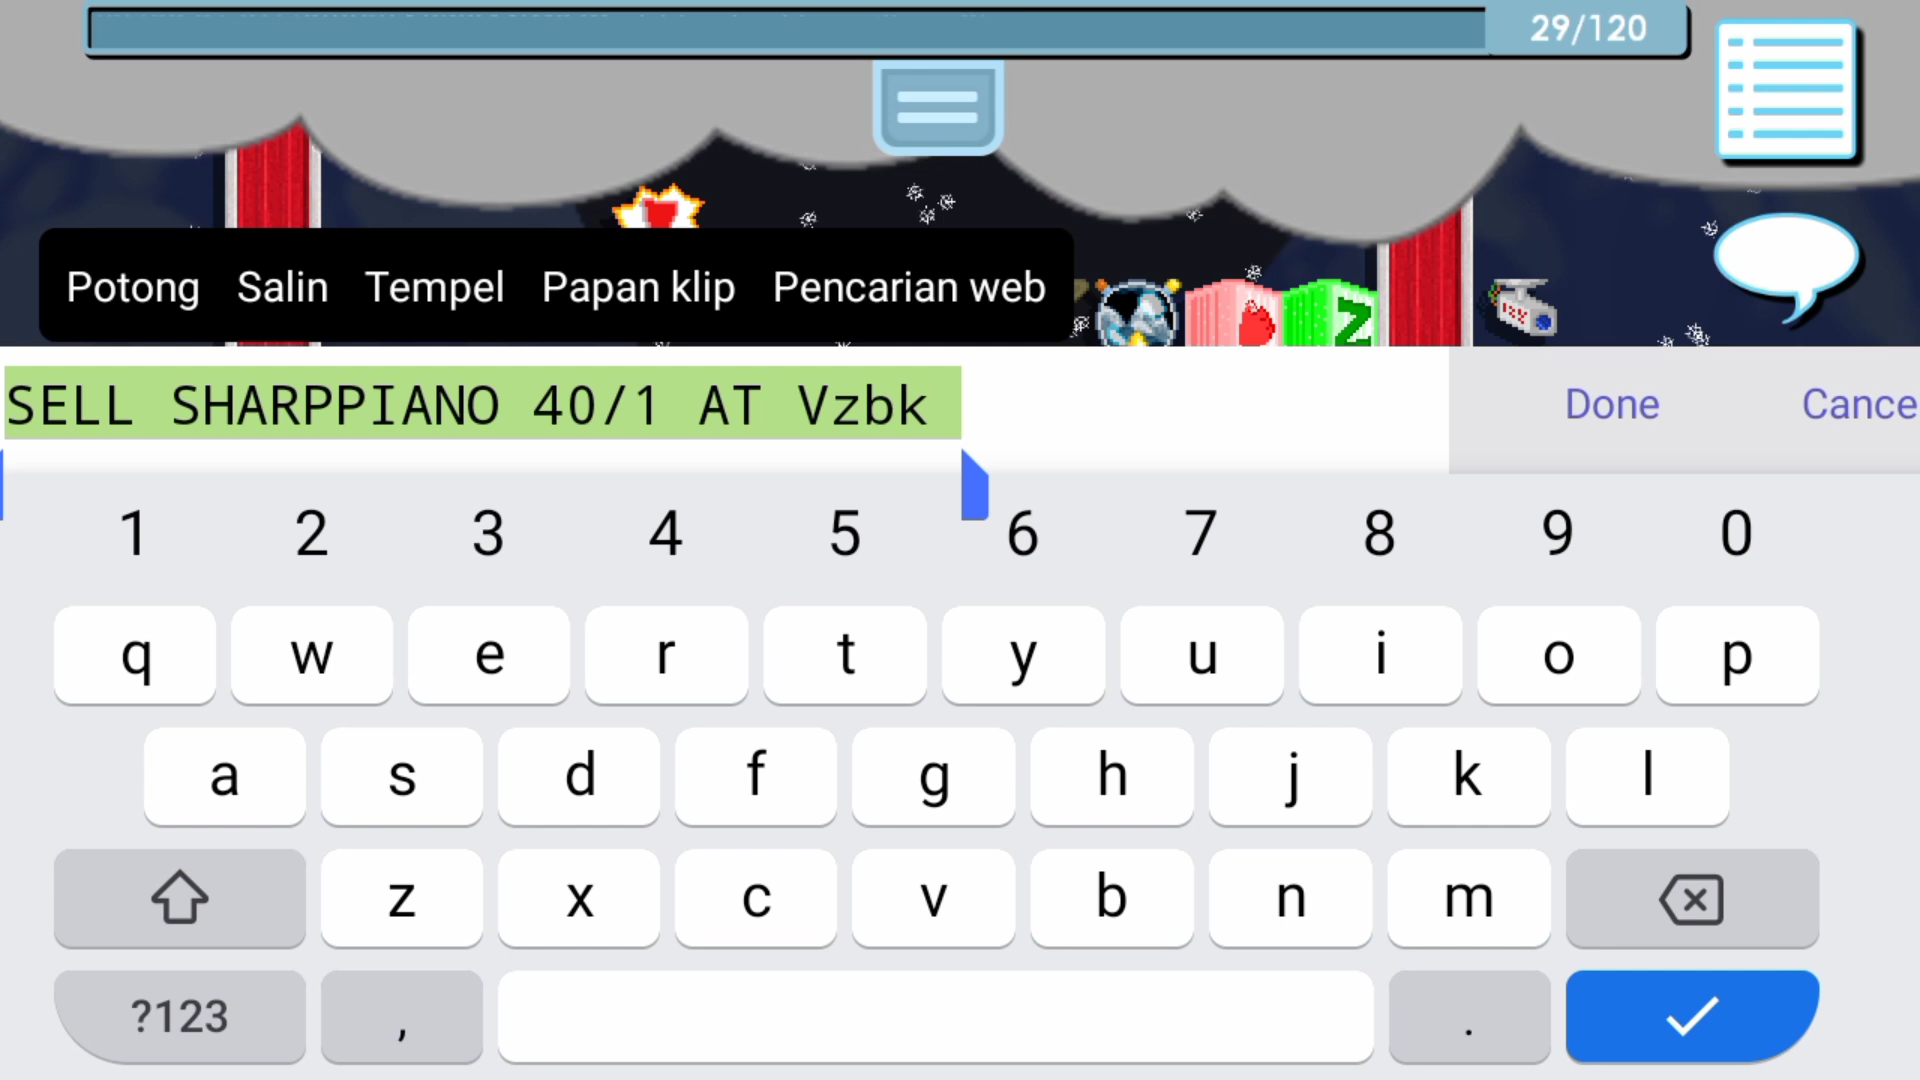 29/120
Potong Salin Tempel Papan klip Pencarian web
SELL SHARPPIANO 40/1 AT Vzbk
Done Cance
1 2 3 4 5 6 7 8 9 0
q w e r t y u i o p
a s d f g h j k l
z x c v b n m
?123 , .